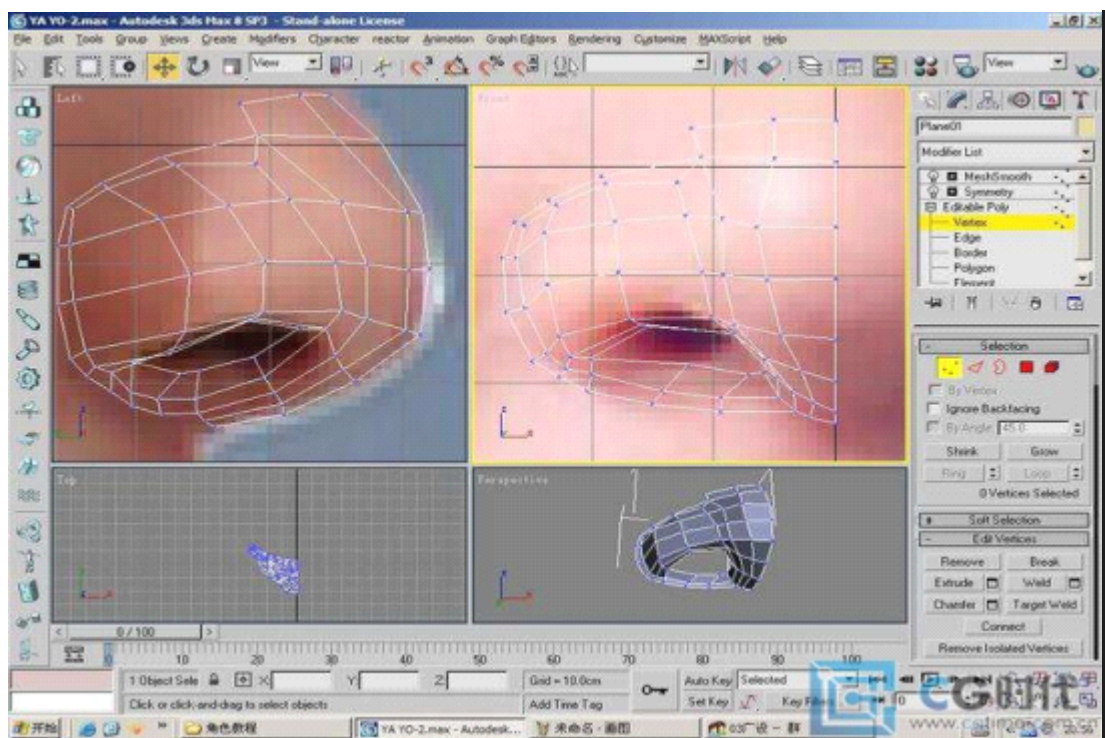 YA YO-2.max - Autodesk 3ds Max 8 SP3 - Stand-alone License
File Edit Tools Group Views Create Modifiers Character reactor Animation Graph Editors Rendering Customize MAXScript Help
View View
Left
Front
Plane01
Modifier List
MeshSmooth
Symmetry
Editable Poly
Vertex
Edge
Border
Polygon
Element
Selection
By Vertex
Ignore Backfacing
By Angle: 45.0
Shrink Grow
Ring Loop
0 Vertices Selected
Top
Perspective
Soft Selection
Edit Vertices
Remove Break
Extrude Weld
Chamfer Target Weld
Connect
Remove Isolated Vertices
0 / 100
0 10 20 30 40 50 60 70 80 90 100
1 Object Sele X: Y: Z: Grid = 10.0cm Auto Key Selected
Click or click-and-drag to select objects Add Time Tag Set Key Key 0
CG时代
开始 角色教程 YA YO-2.max - Autodesk... 未命名 - 画图